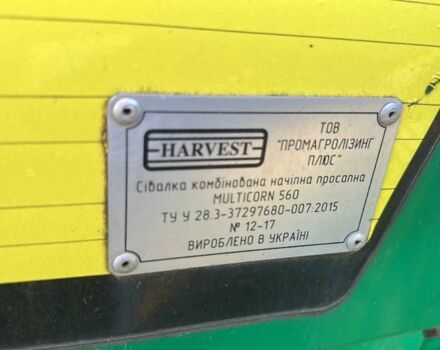 HARVEST
ТОВ
"ПРОМАГРОЛІЗИНГ
ПЛЮС"
Сівалка комбінована начіпна просапна
MULTICORN 560
ТУ У 28.3-37297680-007:2015
№ 12-17
ВИРОБЛЕНО В УКРАЇНІ